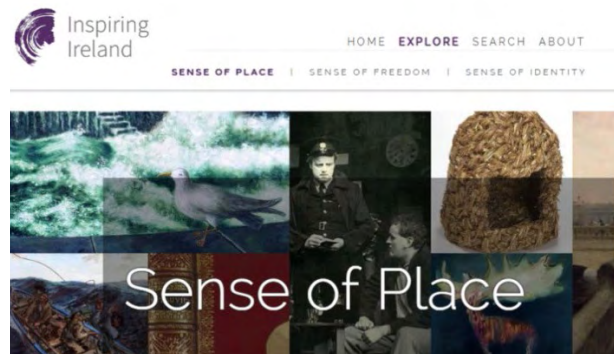 Inspiring
Ireland
HOME EXPLORE SEARCH ABOUT
SENSE OF PLACE | SENSE OF FREEDOM | SENSE OF IDENTITY
Sense of Place